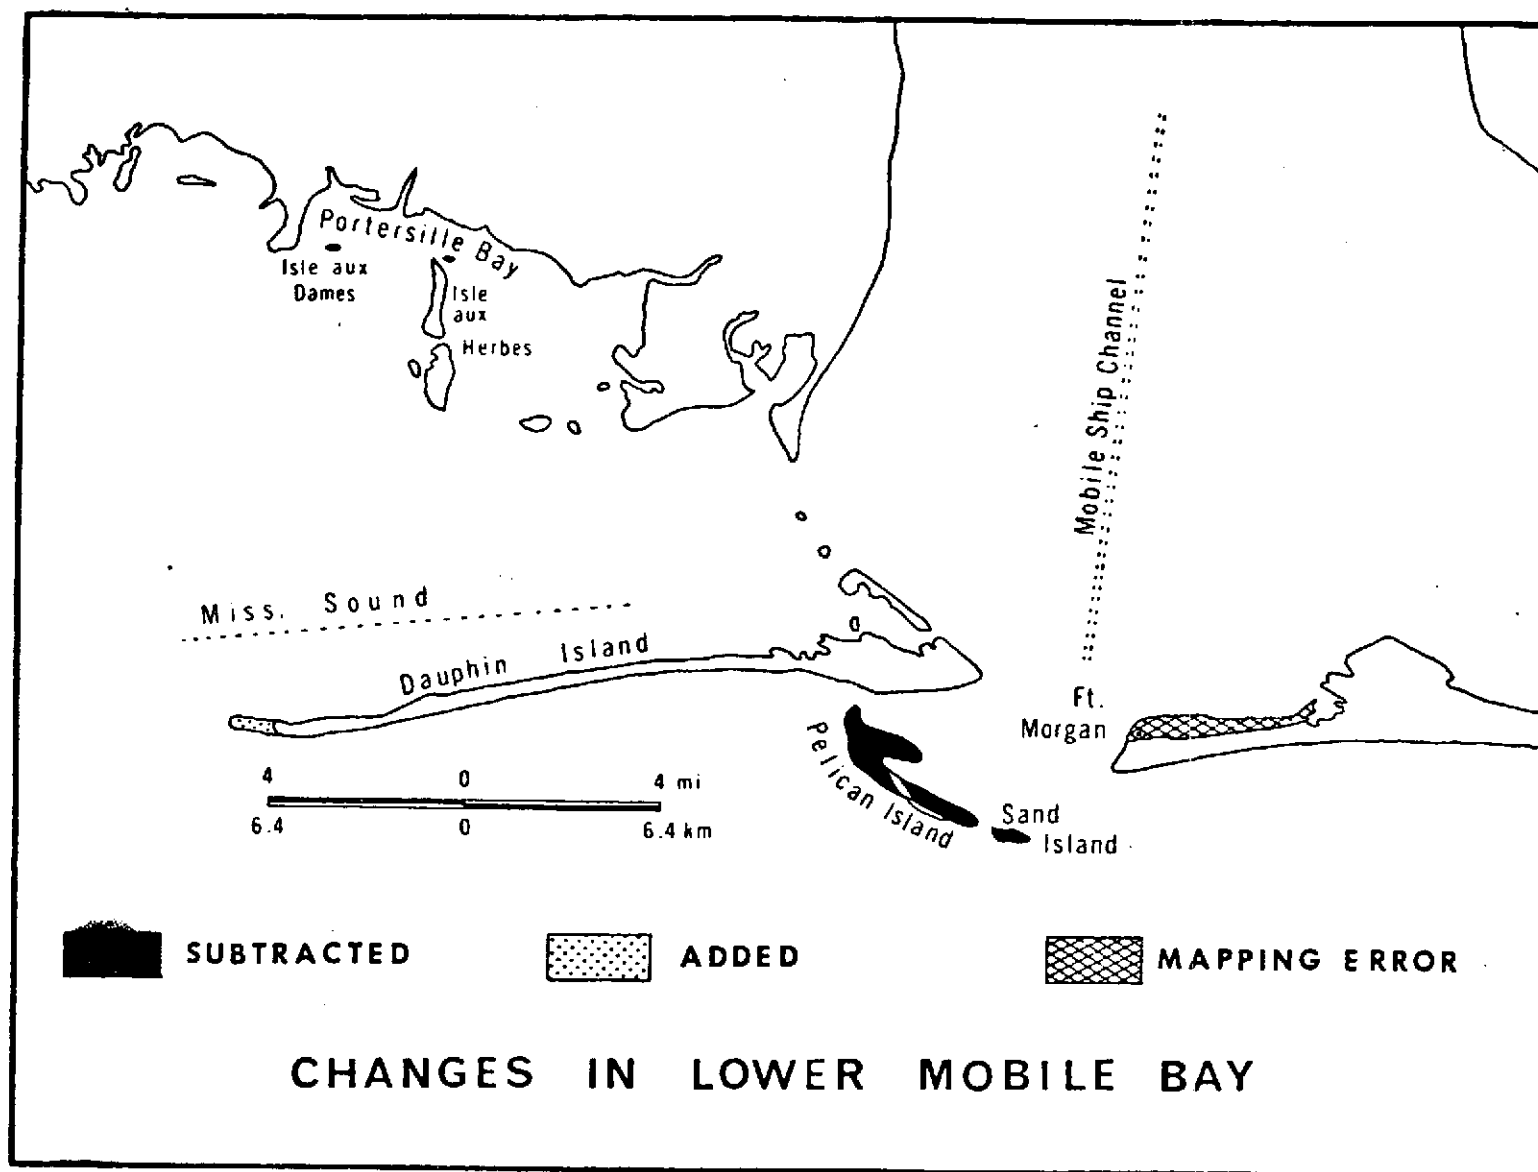 Portersille Bay
Isle aux
Dames
Isle
aux
Herbes
Mobile Ship Channel
Miss. Sound
Dauphin Island
Ft.
Morgan
Pelican Island
Sand
Island
4 0 4 mi
6.4 0 6.4 km
SUBTRACTED
ADDED
MAPPING ERROR
CHANGES IN LOWER MOBILE BAY